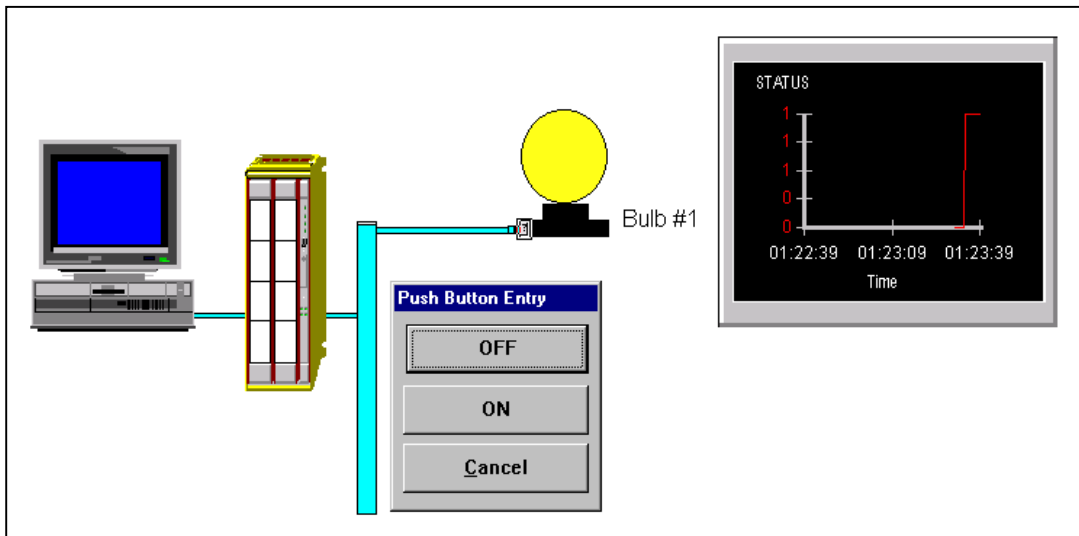 STATUS
1
1
1
0
0
01:22:39 01:23:09 01:23:39
Time
Bulb #1
Push Button Entry
OFF
ON
Cancel